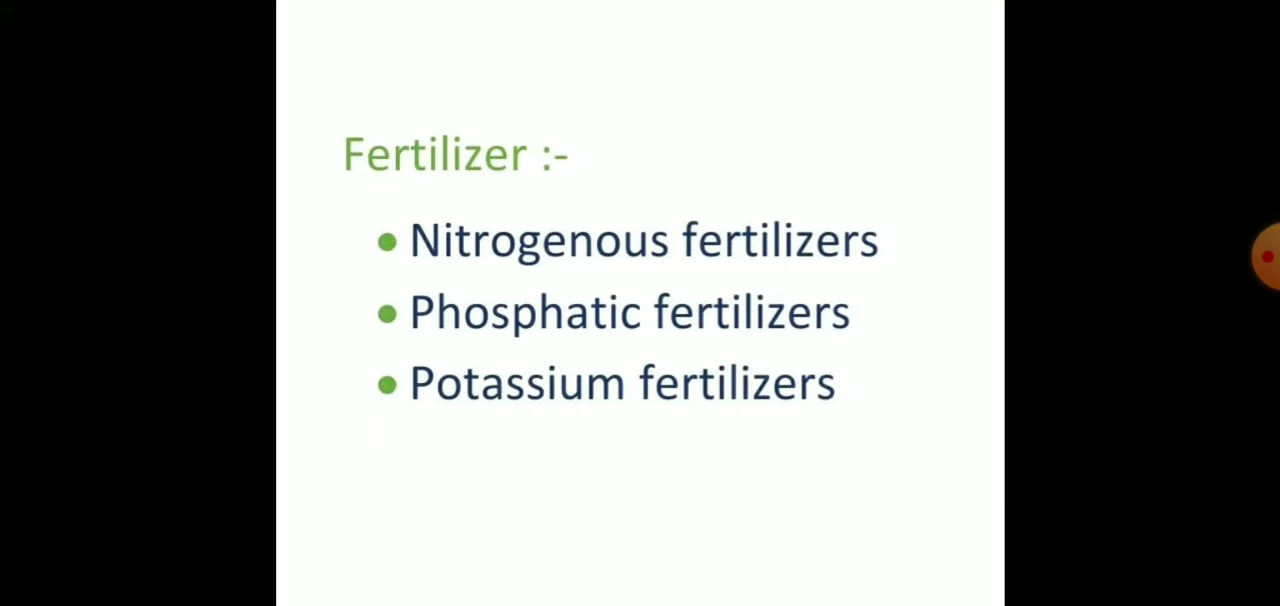 Fertilizer :-
• Nitrogenous fertilizers
• Phosphatic fertilizers
• Potassium fertilizers